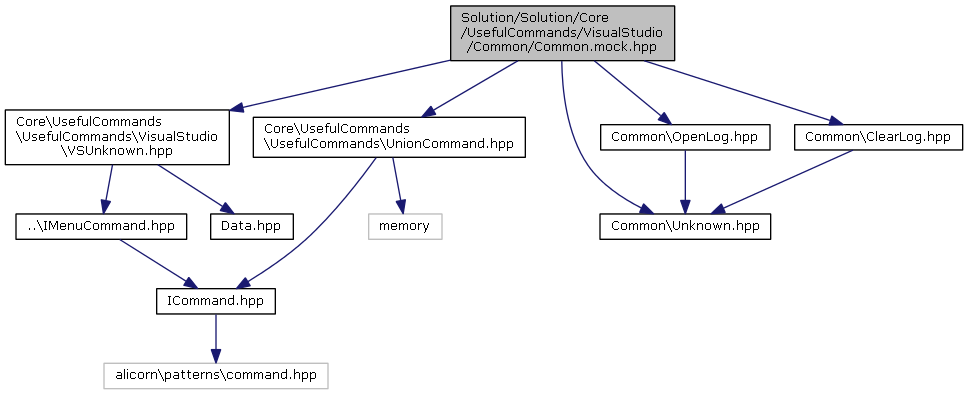 Solution/Solution/Core
/UsefulCommands/VisualStudio
/Common/Common.mock.hpp
Core\UsefulCommands
\UsefulCommands\VisualStudio
\VSUnknown.hpp
Core\UsefulCommands
\UsefulCommands\UnionCommand.hpp
Common\OpenLog.hpp
Common\ClearLog.hpp
..\IMenuCommand.hpp
Data.hpp
memory
Common\Unknown.hpp
ICommand.hpp
alicorn\patterns\command.hpp